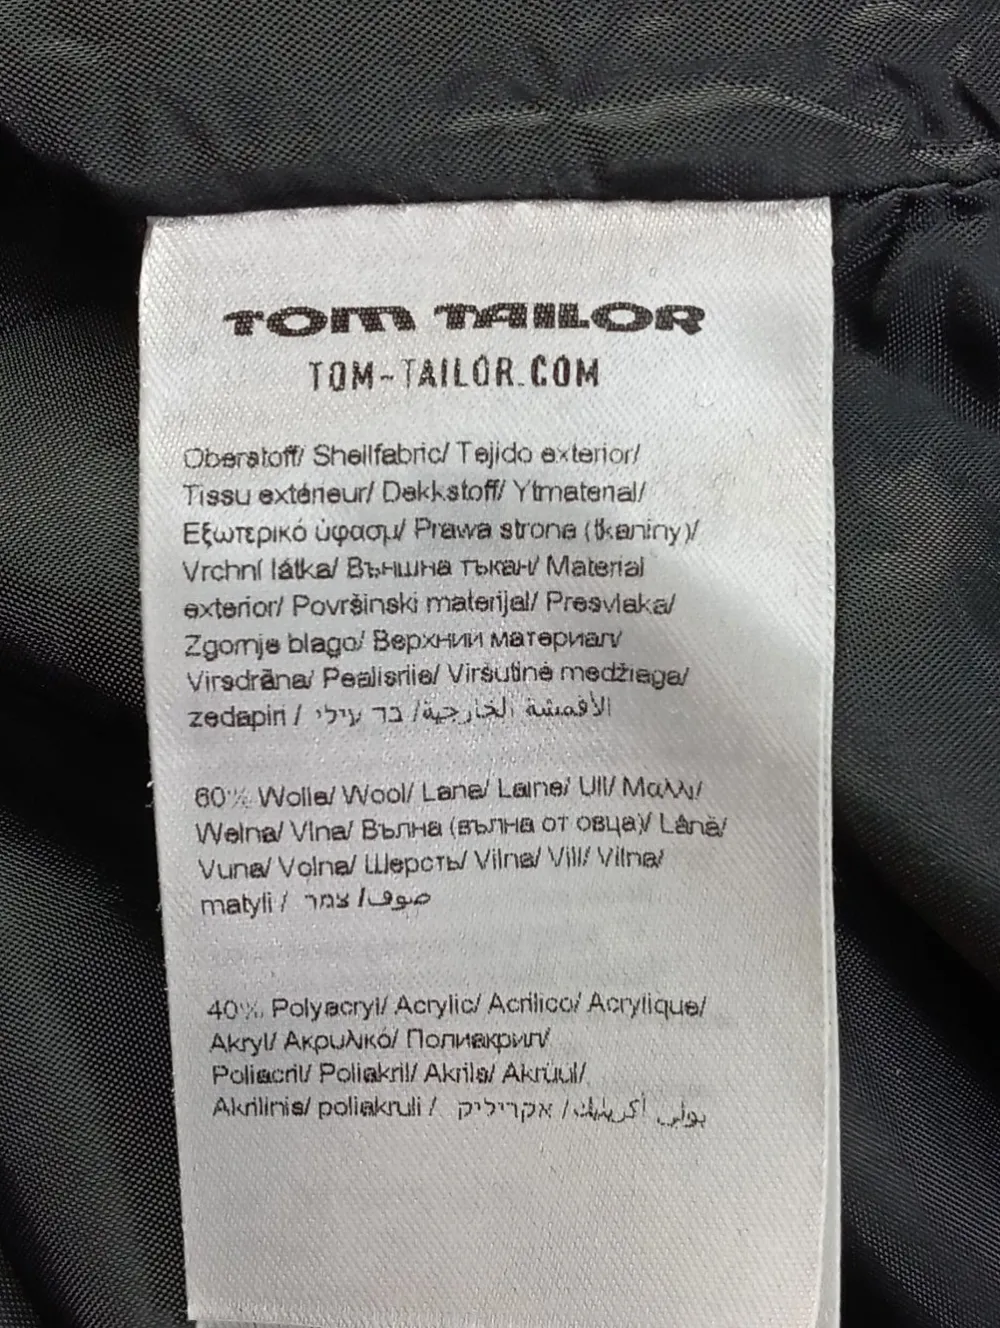 TOM TAILOR
TOM-TAILOR.COM
Oberstoff/ Shellfabric/ Tejido exterior/
Tissu extérieur/ Dekkstoff/ Ytmaterial/
Εξωτερικό ύφασμ/ Prawa strona (tkaniny)/
Vrchní látka/ Външна тъкан/ Material
exterior/ Površinski materijal/ Presvlaka/
Zgornje blago/ Верхний материал/
Virsdrāna/ Pealisriie/ Viršutinė medžiaga/
zedapiri / בד עילי /الأقمشة الخارجية
60% Wolle/ Wool/ Lana/ Laine/ Ull/ Μαλλί/
Wełna/ Vlna/ Вълна (вълна от овца)/ Lână/
Vuna/ Volna/ Шерсть/ Vilna/ Vill/ Vilna/
matyli / צמר /صوف
40% Polyacryl/ Acrylic/ Acrilico/ Acrylique/
Akryl/ Ακρυλικό/ Полиакрил/
Poliacril/ Poliakril/ Akrils/ Akrüül/
Akrilinis/ poliakruli / אקריליק /بولي أكريليك